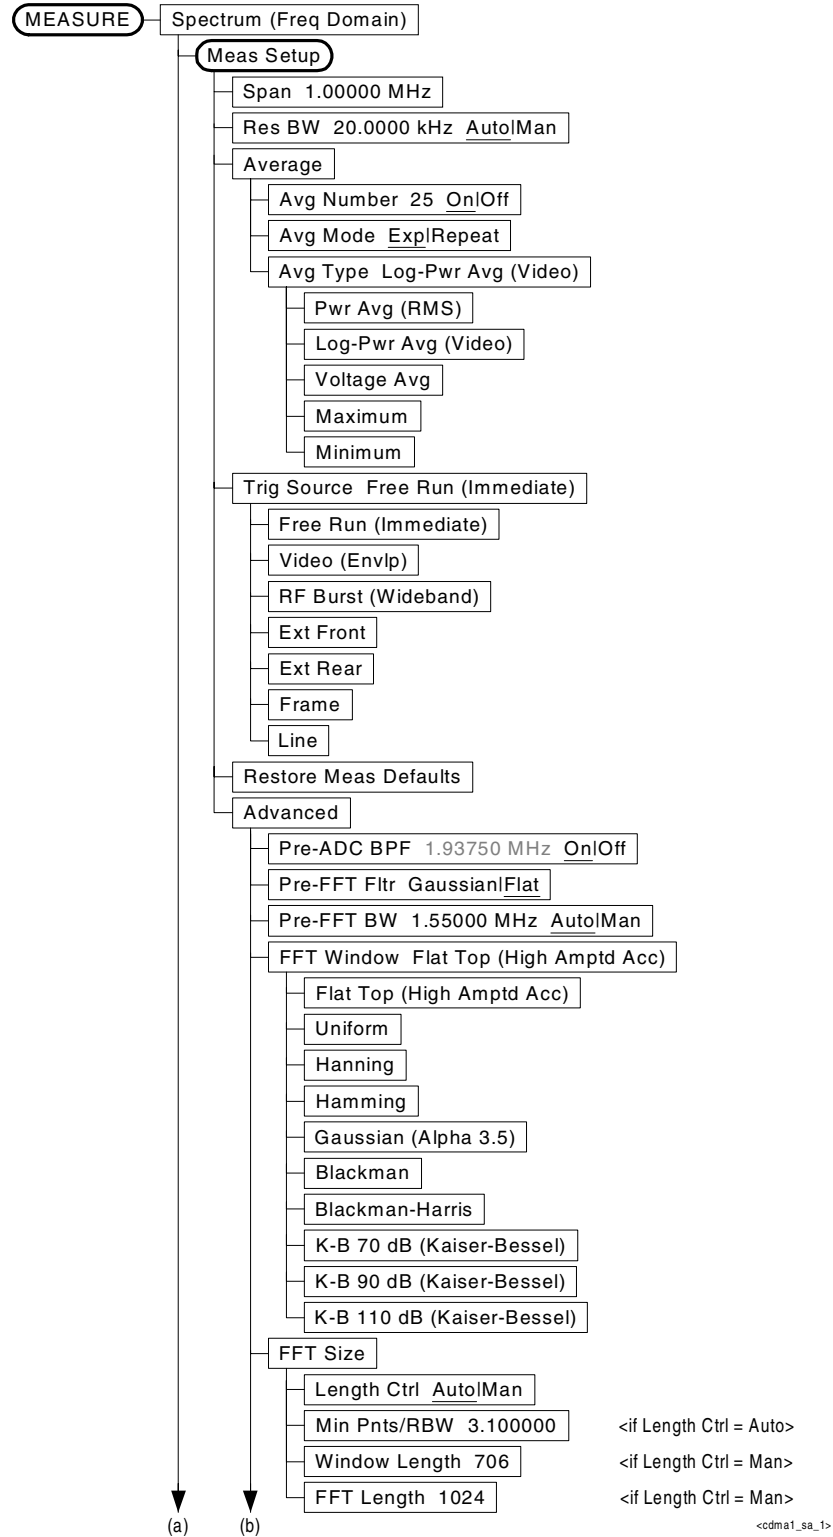 MEASURE Spectrum (Freq Domain)
Meas Setup
Span 1.00000 MHz
Res BW 20.0000 kHz Auto|Man
Average
Avg Number 25 On|Off
Avg Mode Exp|Repeat
Avg Type Log-Pwr Avg (Video)
Pwr Avg (RMS)
Log-Pwr Avg (Video)
Voltage Avg
Maximum
Minimum
Trig Source Free Run (Immediate)
Free Run (Immediate)
Video (Envlp)
RF Burst (Wideband)
Ext Front
Ext Rear
Frame
Line
Restore Meas Defaults
Advanced
Pre-ADC BPF 1.93750 MHz On|Off
Pre-FFT Fltr Gaussian|Flat
Pre-FFT BW 1.55000 MHz Auto|Man
FFT Window Flat Top (High Amptd Acc)
Flat Top (High Amptd Acc)
Uniform
Hanning
Hamming
Gaussian (Alpha 3.5)
Blackman
Blackman-Harris
K-B 70 dB (Kaiser-Bessel)
K-B 90 dB (Kaiser-Bessel)
K-B 110 dB (Kaiser-Bessel)
FFT Size
Length Ctrl Auto|Man
Min Pnts/RBW 3.100000 <if Length Ctrl = Auto>
Window Length 706 <if Length Ctrl = Man>
FFT Length 1024 <if Length Ctrl = Man>
(a) (b) <cdma1_sa_1>